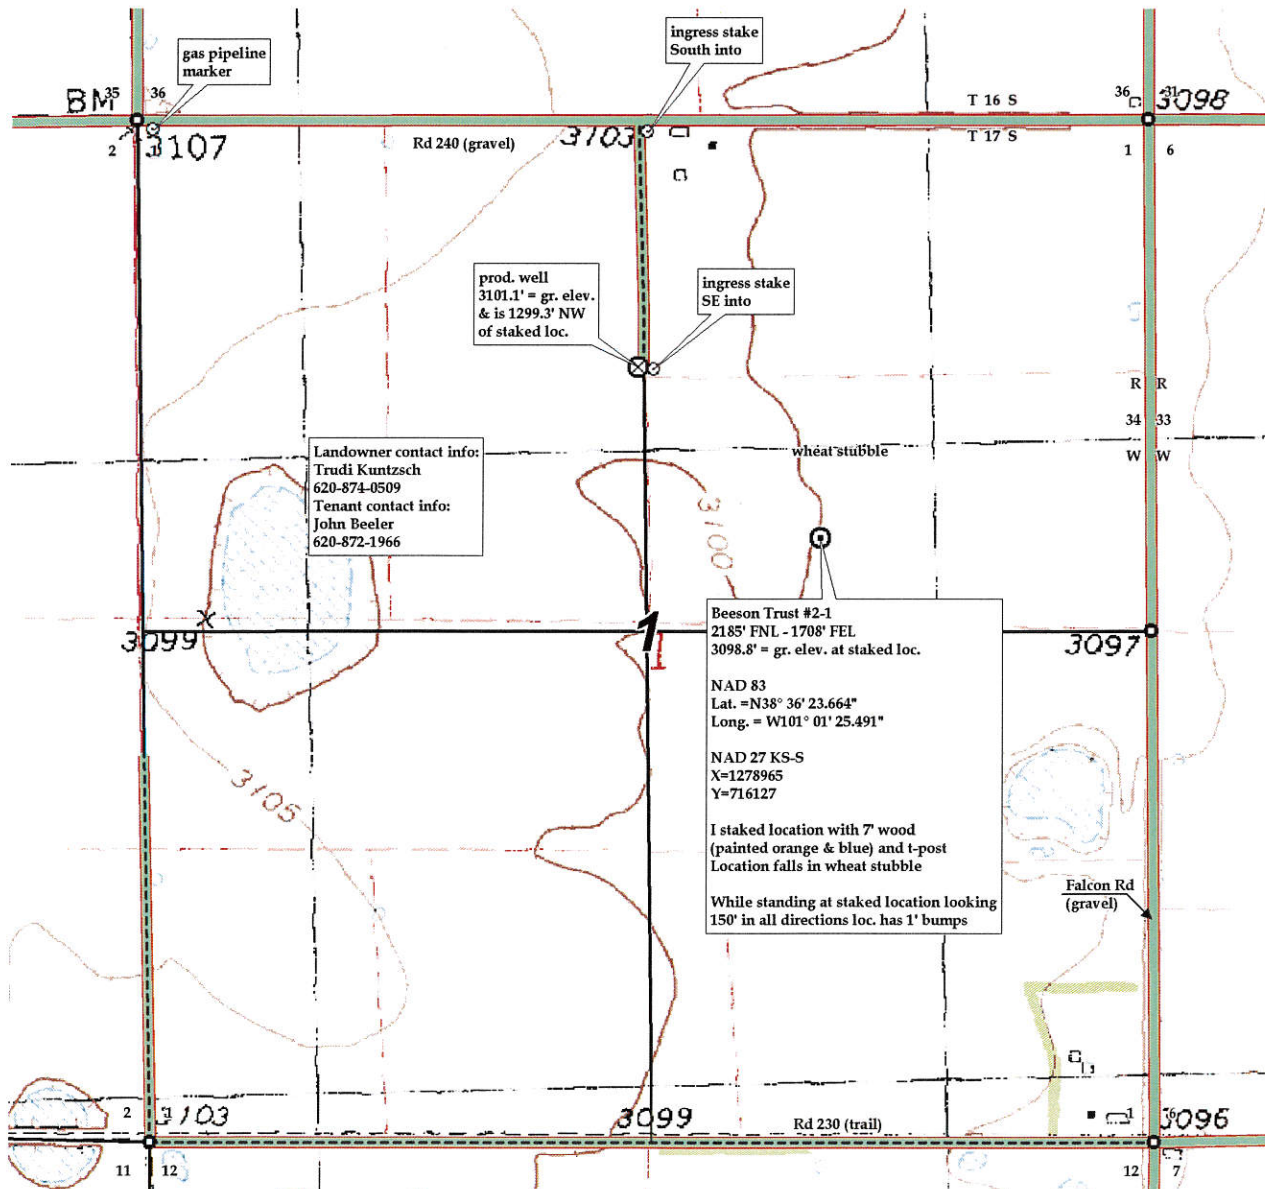 ingress stake
South into
gas pipeline
marker
BM
35
36
36
31
3098
T 16 S
T 17 S
2
3107
Rd 240 (gravel)
3103
1
6
prod. well
3101.1' = gr. elev.
& is 1299.3' NW
of staked loc.
ingress stake
SE into
R
R
34
33
W
W
wheat stubble
Landowner contact info:
Trudi Kuntzsch
620-874-0509
Tenant contact info:
John Beeler
620-872-1966
3100
3099
1
1
3097
Beeson Trust #2-1
2185' FNL - 1708' FEL
3098.8' = gr. elev. at staked loc.
NAD 83
Lat. =N38° 36' 23.664"
Long. = W101° 01' 25.491"
NAD 27 KS-S
X=1278965
Y=716127
I staked location with 7' wood
(painted orange & blue) and t-post
Location falls in wheat stubble
While standing at staked location looking
150' in all directions loc. has 1' bumps
3105
Falcon Rd
(gravel)
2
1
3103
3099
Rd 230 (trail)
1
6
3096
11
12
12
7